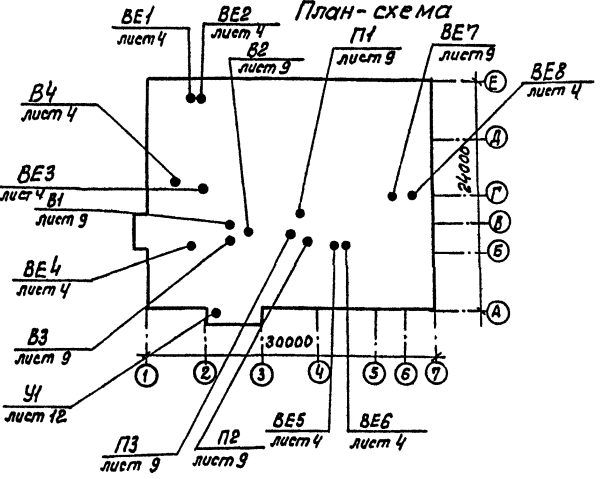 План-схема
ВЕ1
лист 4
ВЕ2
лист 4
В2
лист 9
П1
лист 9
ВЕ7
лист 9
ВЕ8
лист 4
В4
лист 4
ВЕ3
лист 4
В1
лист 9
ВЕ4
лист 4
В3
лист 9
У1
лист 12
П3
лист 9
П2
лист 9
ВЕ5
лист 4
ВЕ6
лист 4
Е
Д
Г
В
Б
А
24000
30000
1
2
3
4
5
6
7